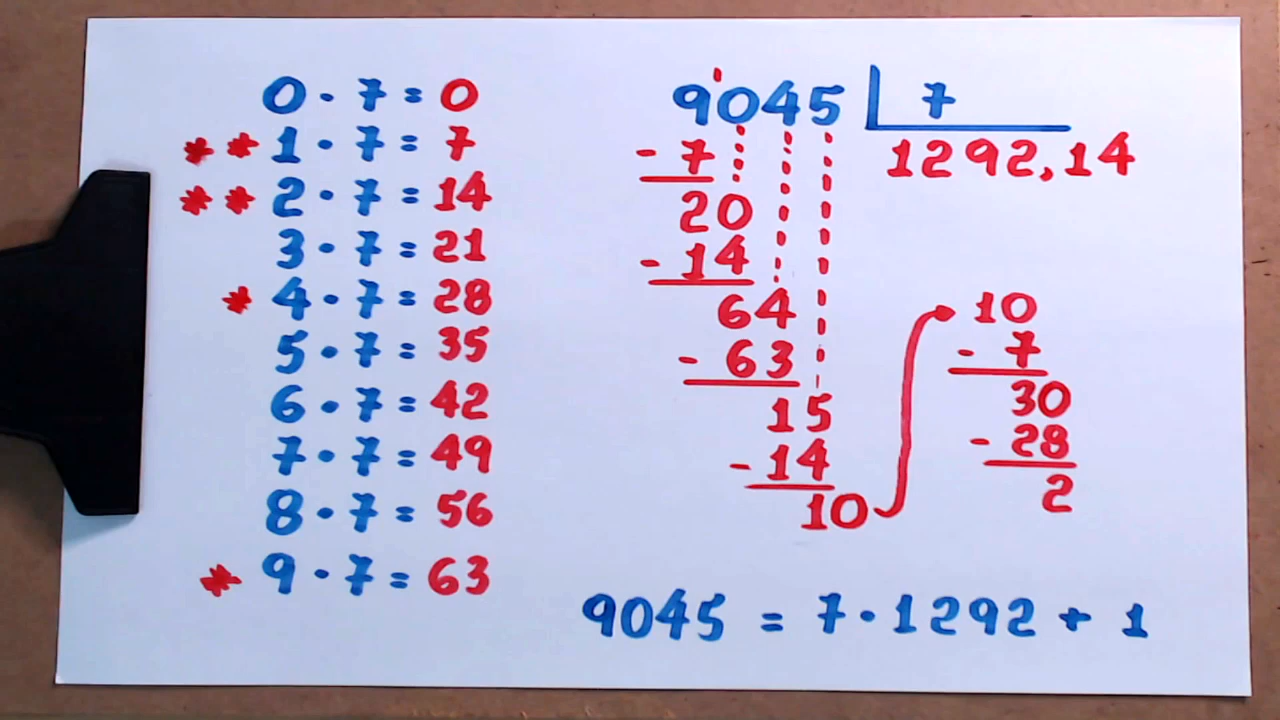 0 · 7 = 0
** 1 · 7 = 7
** 2 · 7 = 14
3 · 7 = 21
* 4 · 7 = 28
5 · 7 = 35
6 · 7 = 42
7 · 7 = 49
8 · 7 = 56
* 9 · 7 = 63
9045 7
1292,14
- 7
20
- 14
64
- 63
15
- 14
10
10
- 7
30
- 28
2
9045 = 7 · 1292 + 1